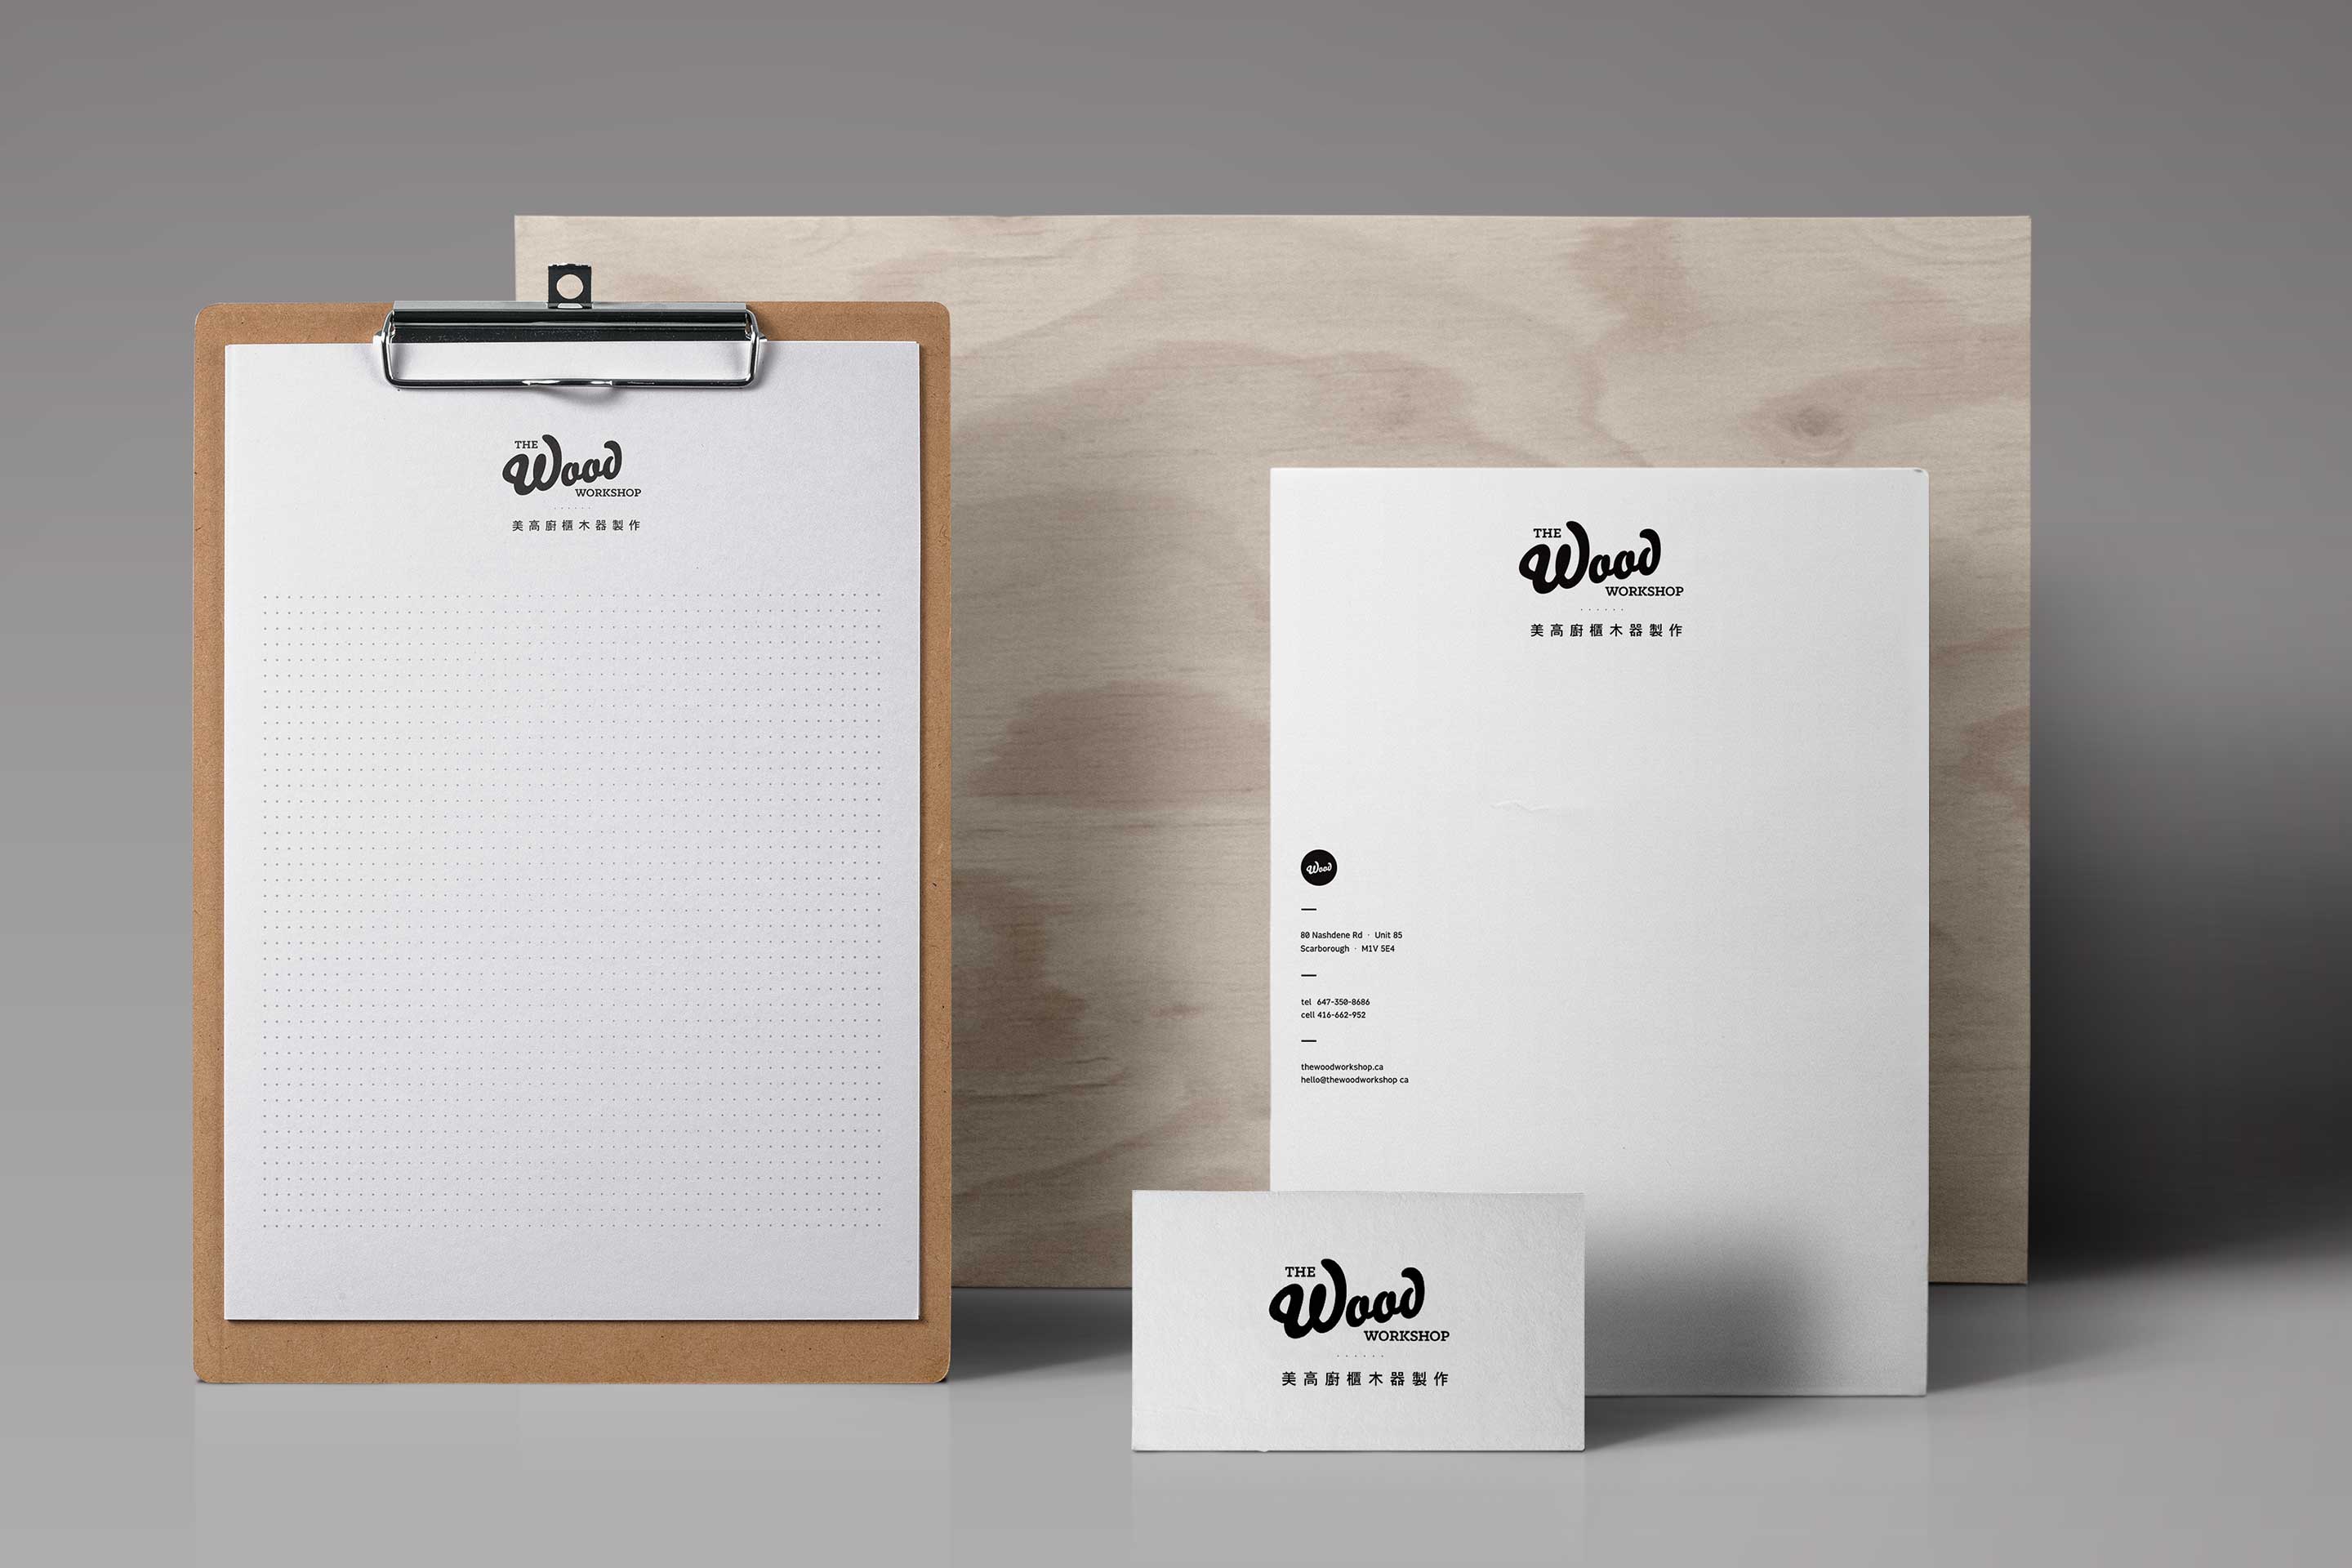 THE
Wood
WORKSHOP
美高廚櫃木器製作
THE
Wood
WORKSHOP
美高廚櫃木器製作
Wood
80 Nashdene Rd · Unit 85
Scarborough · M1V 5E4
tel 647-350-8686
cell 416-662-952
thewoodworkshop.ca
hello@thewoodworkshop ca
THE
Wood
WORKSHOP
美高廚櫃木器製作